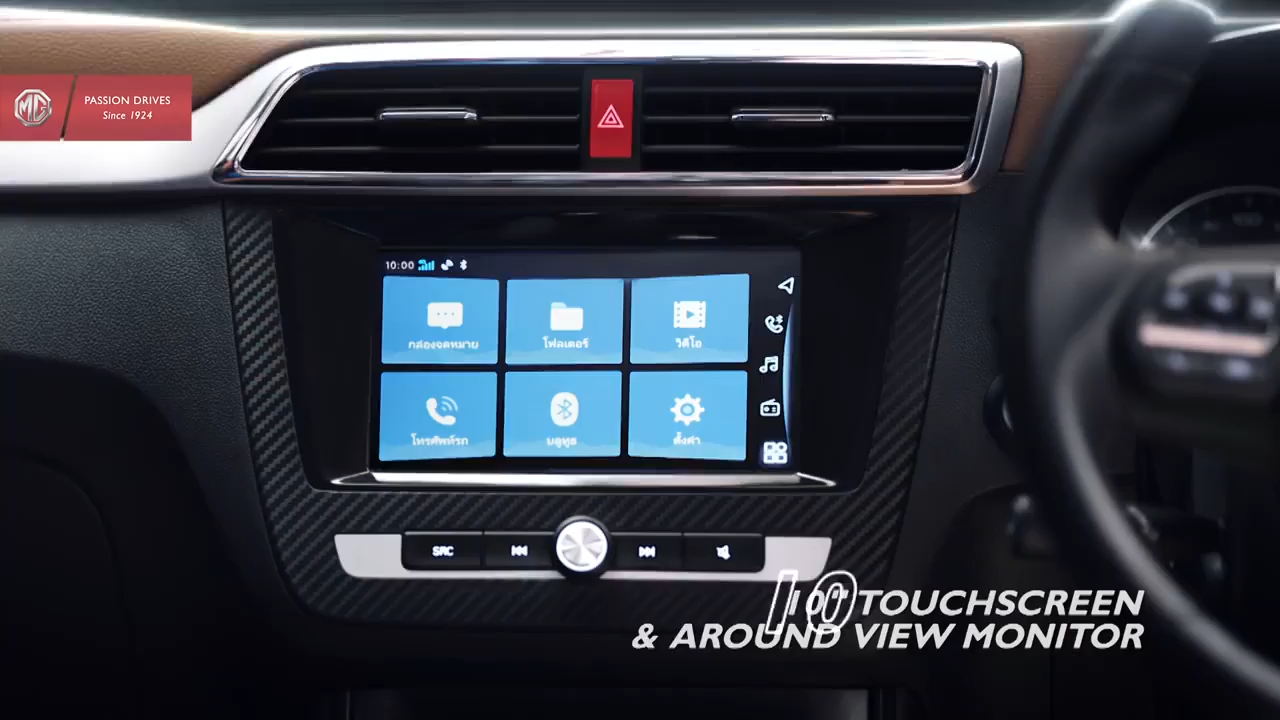 MG
PASSION DRIVES
Since 1924
10:00
กล่องจดหมาย
โฟลเดอร์
วิดีโอ
โทรศัพท์รถ
บลูทูธ
ตั้งค่า
SRC
10" TOUCHSCREEN
& AROUND VIEW MONITOR